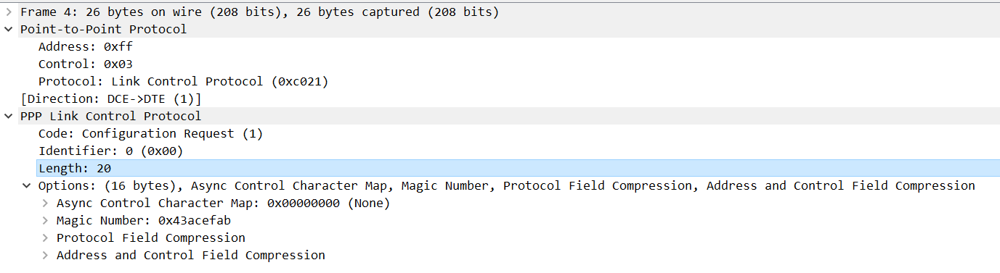 Frame 4: 26 bytes on wire (208 bits), 26 bytes captured (208 bits)
Point-to-Point Protocol
Address: 0xff
Control: 0x03
Protocol: Link Control Protocol (0xc021)
[Direction: DCE->DTE (1)]
PPP Link Control Protocol
Code: Configuration Request (1)
Identifier: 0 (0x00)
Length: 20
Options: (16 bytes), Async Control Character Map, Magic Number, Protocol Field Compression, Address and Control Field Compression
Async Control Character Map: 0x00000000 (None)
Magic Number: 0x43acefab
Protocol Field Compression
Address and Control Field Compression